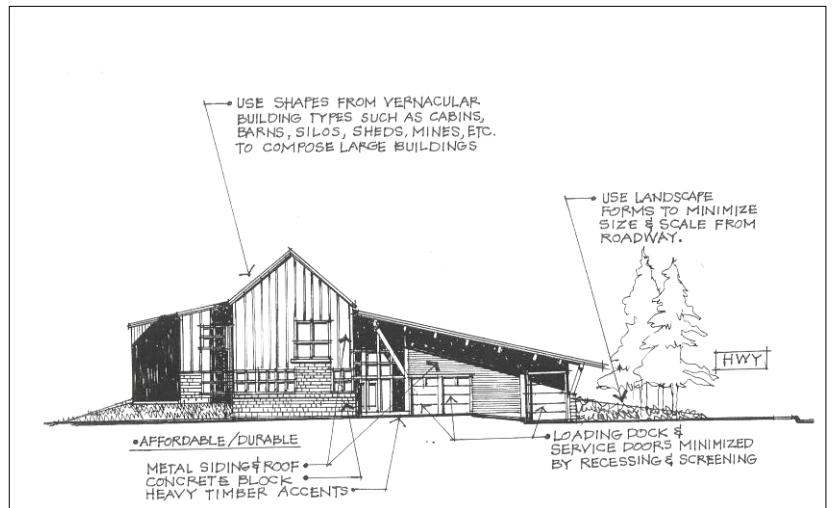 USE SHAPES FROM VERNACULAR
BUILDING TYPES SUCH AS CABINS,
BARNS, SILOS, SHEDS, MINES, ETC.
TO COMPOSE LARGE BUILDINGS
USE LANDSCAPE
FORMS TO MINIMIZE
SIZE & SCALE FROM
ROADWAY.
HWY
•AFFORDABLE/DURABLE
METAL SIDING & ROOF
CONCRETE BLOCK
HEAVY TIMBER ACCENTS
LOADING DOCK &
SERVICE DOORS MINIMIZED
BY RECESSING & SCREENING